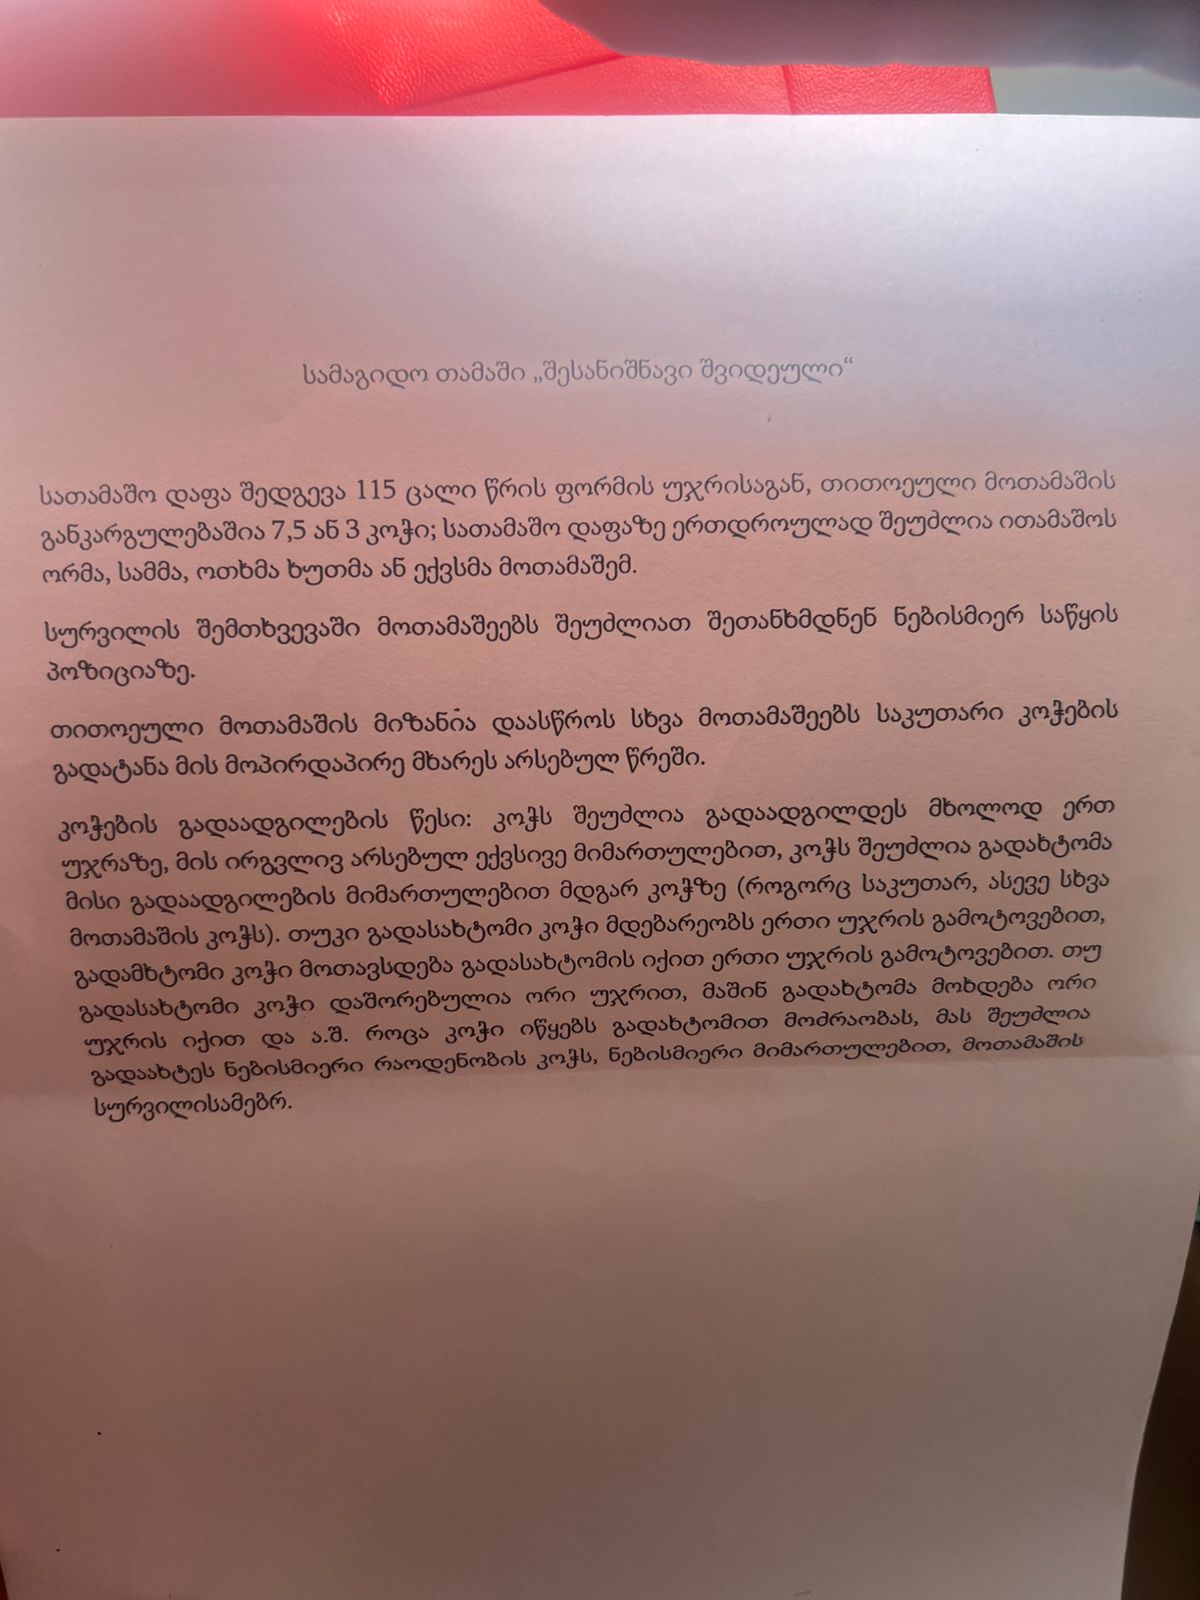 სამაგიდო თამაში „შესანიშნავი შვიდეული“
სათამაშო დაფა შედგევა 115 ცალი წრის ფორმის უჯრისაგან, თითოეული მოთამაშის
განკარგულებაშია 7,5 ან 3 კოჭი; სათამაშო დაფაზე ერთდროულად შეუძლია ითამაშოს
ორმა, სამმა, ოთხმა ხუთმა ან ექვსმა მოთამაშემ.
სურვილის შემთხვევაში მოთამაშეებს შეუძლიათ შეთანხმდნენ ნებისმიერ საწყის
პოზიციაზე.
თითოეული მოთამაშის მიზანია დაასწროს სხვა მოთამაშეებს საკუთარი კოჭების
გადატანა მის მოპირდაპირე მხარეს არსებულ წრეში.
კოჭების გადაადგილების წესი: კოჭს შეუძლია გადაადგილდეს მხოლოდ ერთ
უჯრაზე, მის ირგვლივ არსებულ ექვსივე მიმართულებით, კოჭს შეუძლია გადახტომა
მისი გადაადგილების მიმართულებით მდგარ კოჭზე (როგორც საკუთარ, ასევე სხვა
მოთამაშის კოჭს). თუკი გადასახტომი კოჭი მდებარეობს ერთი უჯრის გამოტოვებით,
გადამხტომი კოჭი მოთავსდება გადასახტომის იქით ერთი უჯრის გამოტოვებით. თუ
გადასახტომი კოჭი დაშორებულია ორი უჯრით, მაშინ გადახტომა მოხდება ორი
უჯრის იქით და ა.შ. როცა კოჭი იწყებს გადახტომით მოძრაობას, მას შეუძლია
გადაახტეს ნებისმიერი რაოდენობის კოჭს, ნებისმიერი მიმართულებით, მოთამაშის
სურვილისამებრ.